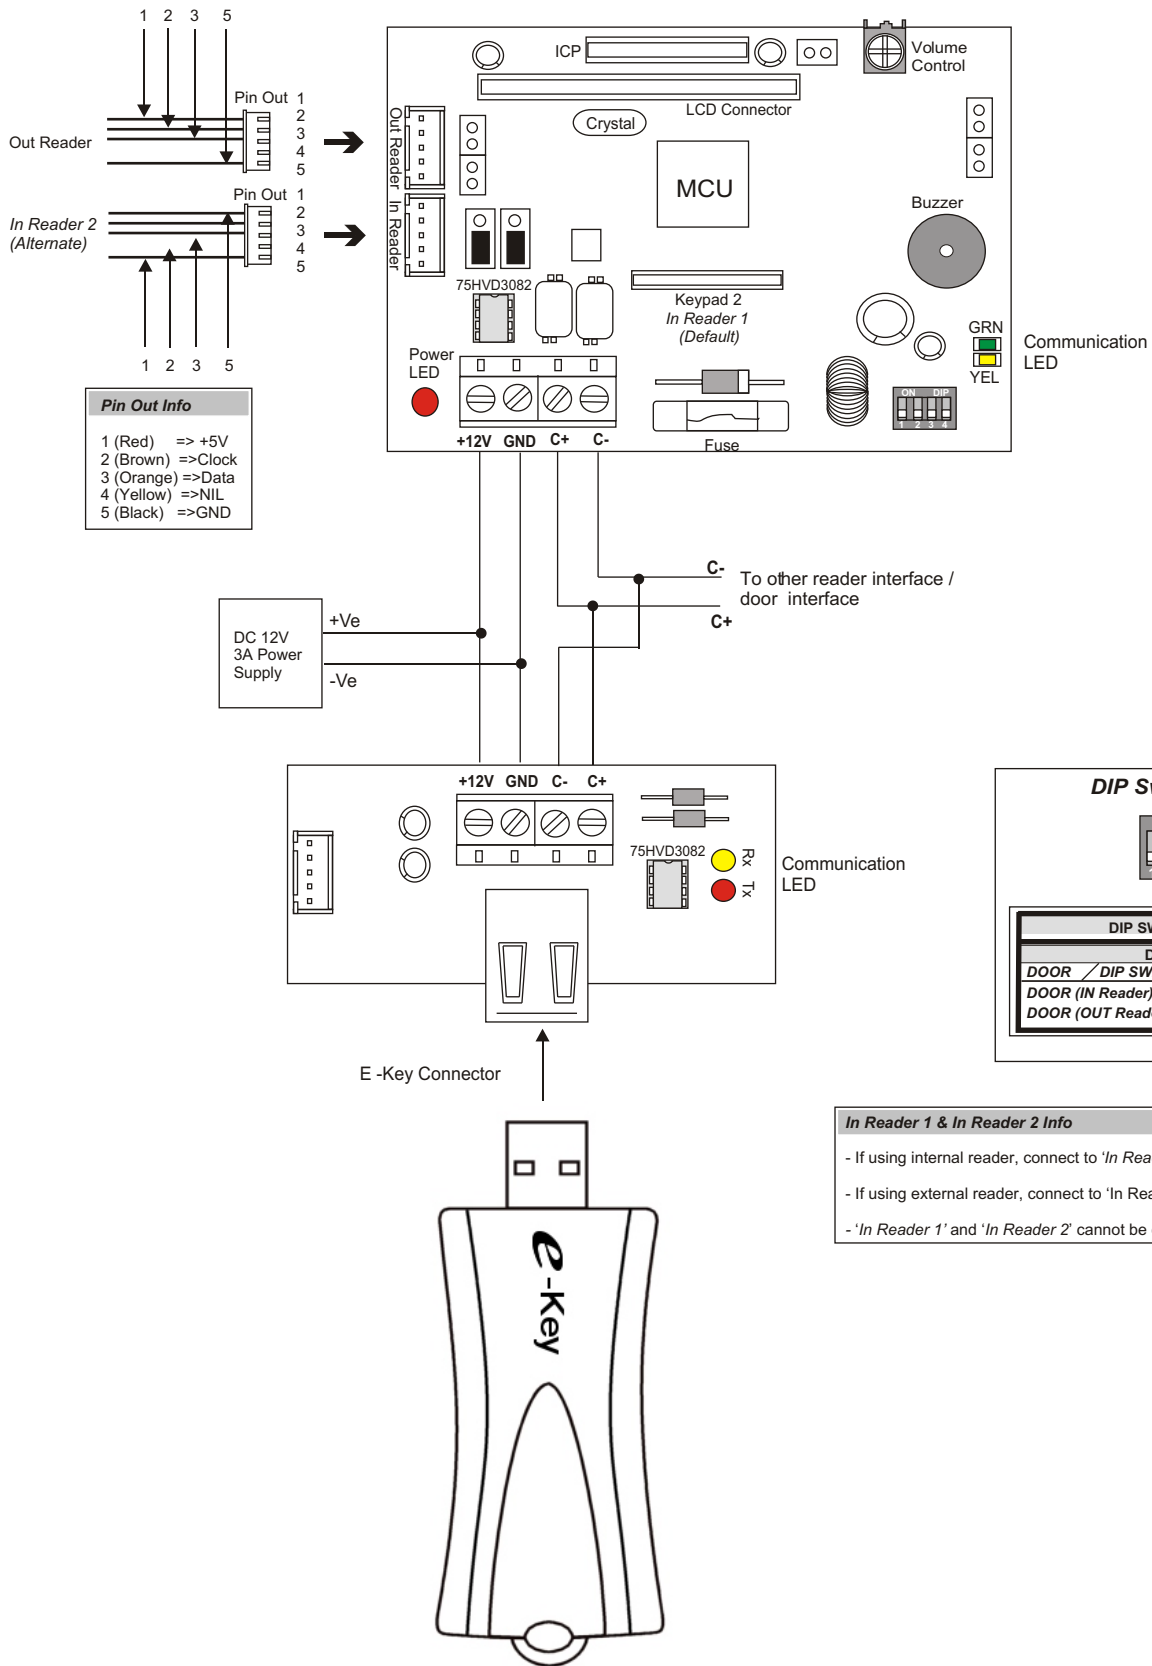 1 2 3 5
Out Reader
Pin Out 1
2
3
4
5
In Reader 2
(Alternate)
Pin Out 1
2
3
4
5
1 2 3 5
Pin Out Info
1 (Red) => +5V
2 (Brown) =>Clock
3 (Orange) =>Data
4 (Yellow) =>NIL
5 (Black) =>GND
ICP
Volume
Control
LCD Connector
Crystal
Out Reader
In Reader
MCU
Buzzer
75HVD3082
Keypad 2
In Reader 1
(Default)
Power
LED
GRN
YEL
Communication
LED
ON DIP
1 2 3 4
+12V GND C+ C-
Fuse
C-
To other reader interface /
door interface
C+
DC 12V
3A Power
Supply
+Ve
-Ve
+12V GND C- C+
75HVD3082
Rx
Tx
Communication
LED
E -Key Connector
e-Key
DIP SW
DOOR / DIP SW
DOOR (IN Reader)
In Reader 1 & In Reader 2 Info
- If using internal reader, connect to ‘In
- If using external reader, connect to ‘In
- ‘In Reader 1’ and ‘In Reader 2’ cannot be
DOOR (OUT